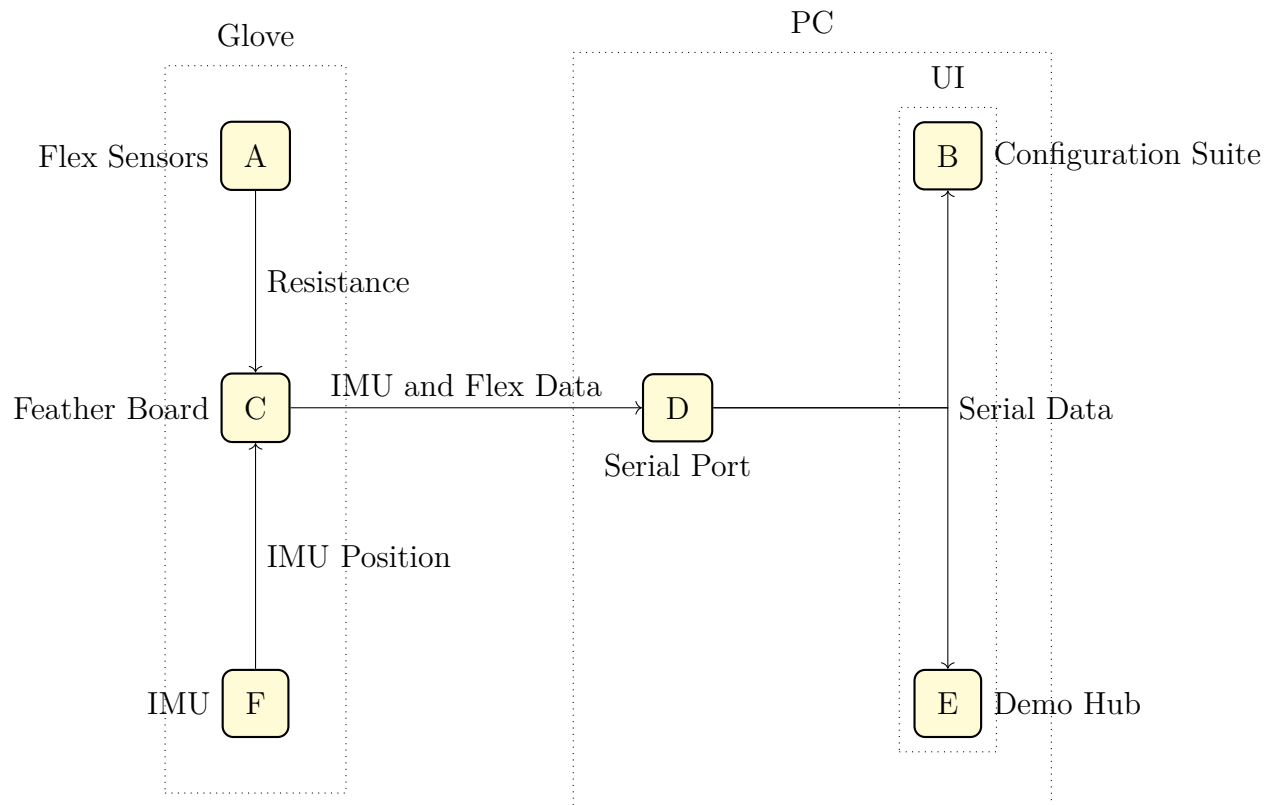 PC
Glove
UI
Flex Sensors
A
B
Configuration Suite
Resistance
IMU and Flex Data
Feather Board
C
D
Serial Data
Serial Port
IMU Position
IMU
F
E
Demo Hub